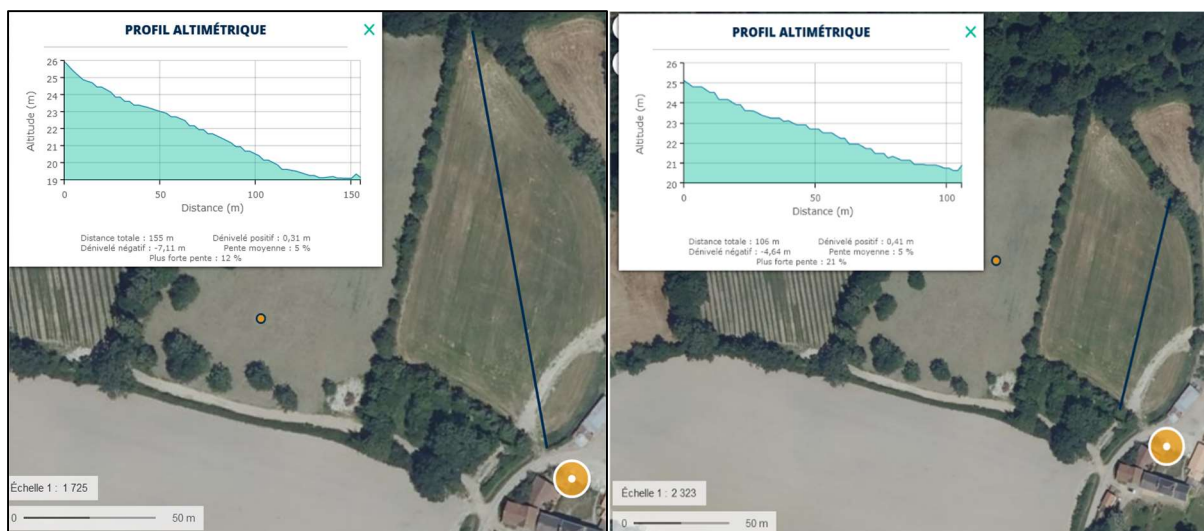 PROFIL ALTIMÉTRIQUE
26
25
24
23
22
21
20
19
Altitude (m)
0
50
100
150
Distance (m)
Distance totale : 155 m Dénivelé positif : 0,31 m
Dénivelé négatif : -7,11 m Pente moyenne : 5 %
Plus forte pente : 12 %
Échelle 1 : 1 725
0 50 m
PROFIL ALTIMÉTRIQUE
26
25
24
23
22
21
20
Altitude (m)
0
50
100
Distance (m)
Distance totale : 106 m Dénivelé positif : 0,41 m
Dénivelé négatif : -4,64 m Pente moyenne : 5 %
Plus forte pente : 21 %
Échelle 1 : 2 323
0 50 m